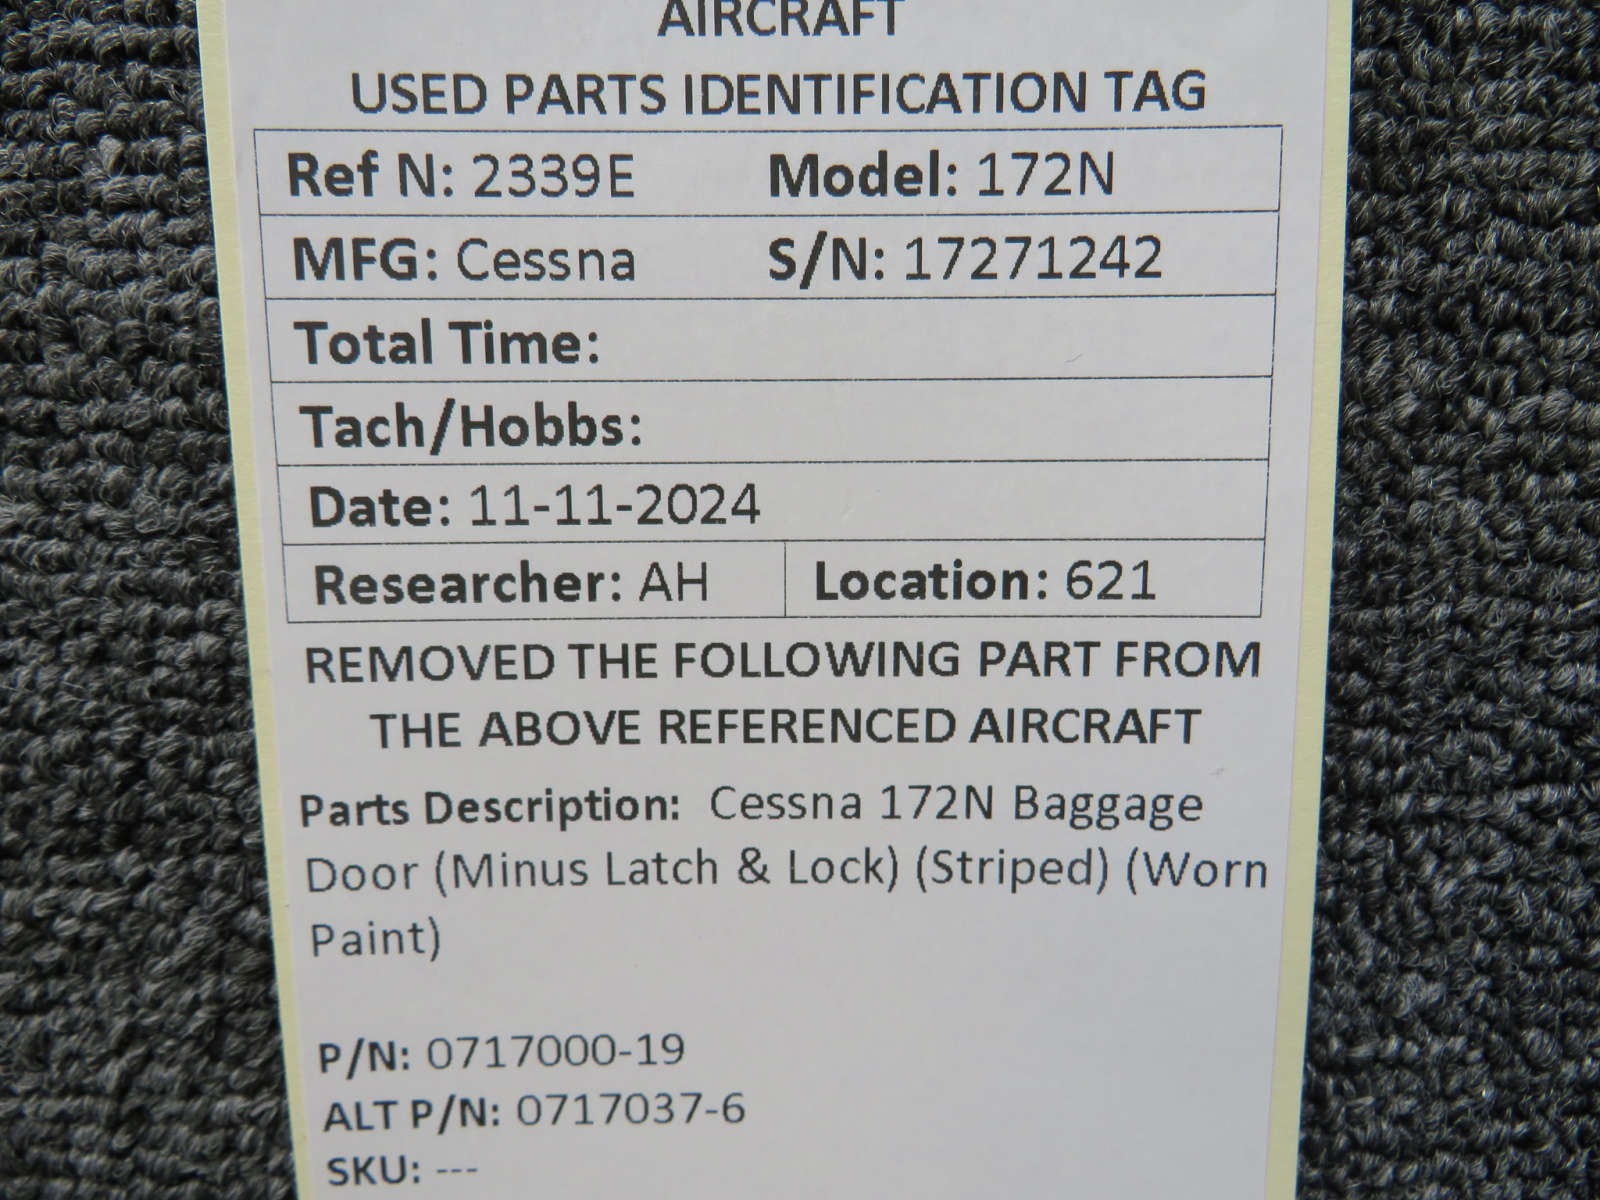 AIRCRAFT
USED PARTS IDENTIFICATION TAG
Ref N: 2339E Model: 172N
MFG: Cessna S/N: 17271242
Total Time:
Tach/Hobbs:
Date: 11-11-2024
Researcher: AH Location: 621
REMOVED THE FOLLOWING PART FROM
THE ABOVE REFERENCED AIRCRAFT
Parts Description: Cessna 172N Baggage
Door (Minus Latch & Lock) (Striped) (Worn
Paint)
P/N: 0717000-19
ALT P/N: 0717037-6
SKU: ---